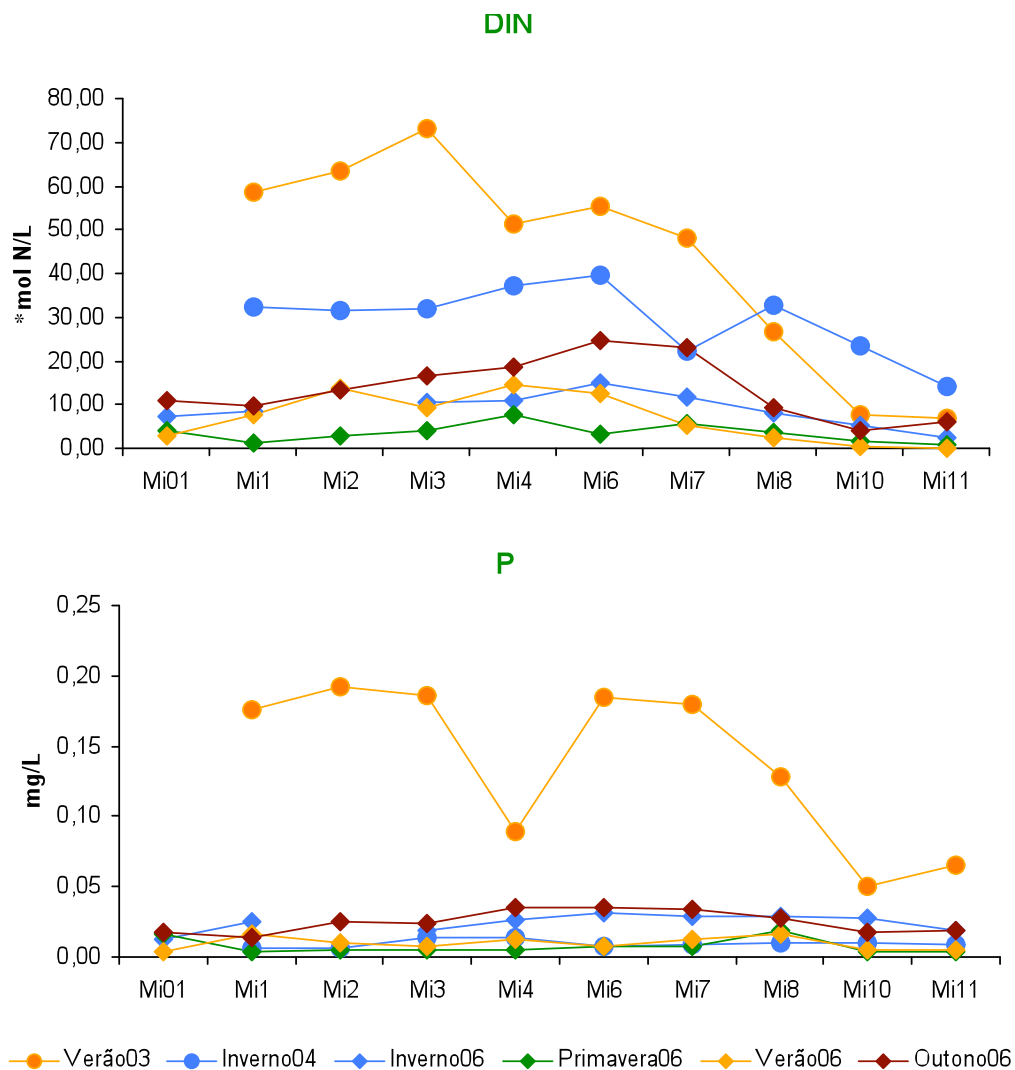 DIN
80,00
70,00
60,00
50,00
40,00
30,00
20,00
10,00
0,00
*mol N/L
Mi01 Mi1 Mi2 Mi3 Mi4 Mi6 Mi7 Mi8 Mi10 Mi11
P
0,25
0,20
0,15
0,10
0,05
0,00
mg/L
Mi01 Mi1 Mi2 Mi3 Mi4 Mi6 Mi7 Mi8 Mi10 Mi11
Verão03 Inverno04 Inverno06 Primavera06 Verão06 Outono06